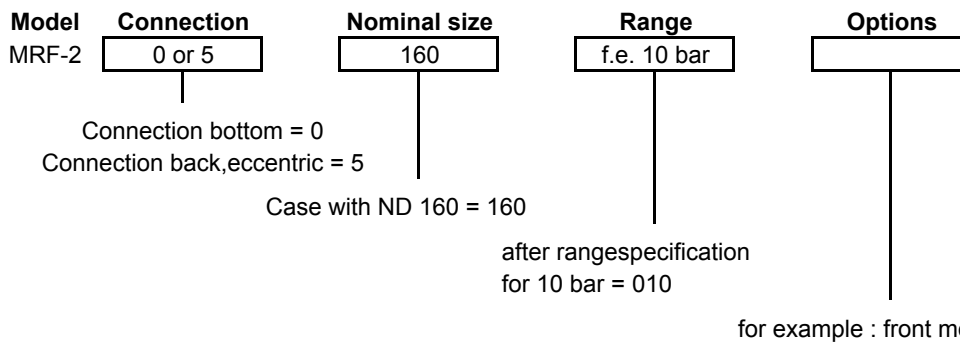 Model Connection Nominal size Range Options
MRF-2 0 or 5 160 f.e. 10 bar
Connection bottom = 0
Connection back,eccentric = 5
Case with ND 160 = 160
after rangespecification
for 10 bar = 010
for example : front